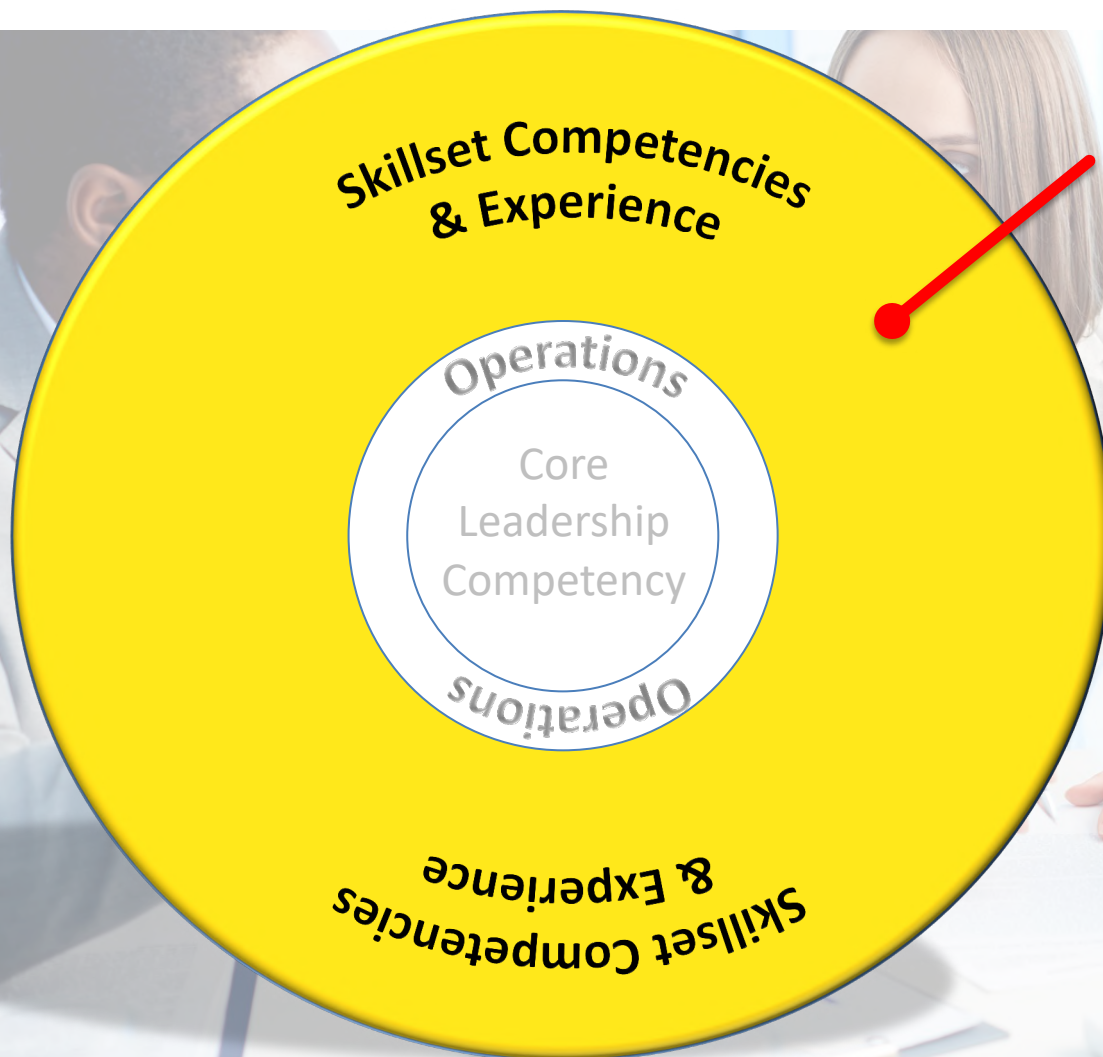 Skillset Competencies
& Experience
Operations
Core
Leadership
Competency
Operations
Skillset Competencies
& Experience